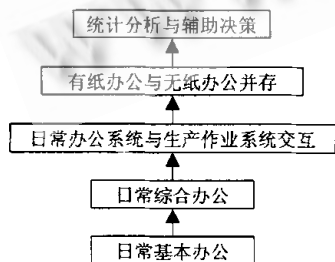 统计分析与辅助决策
有纸办公与无纸办公并存
日常办公系统与生产作业系统交互
日常综合办公
日常基本办公